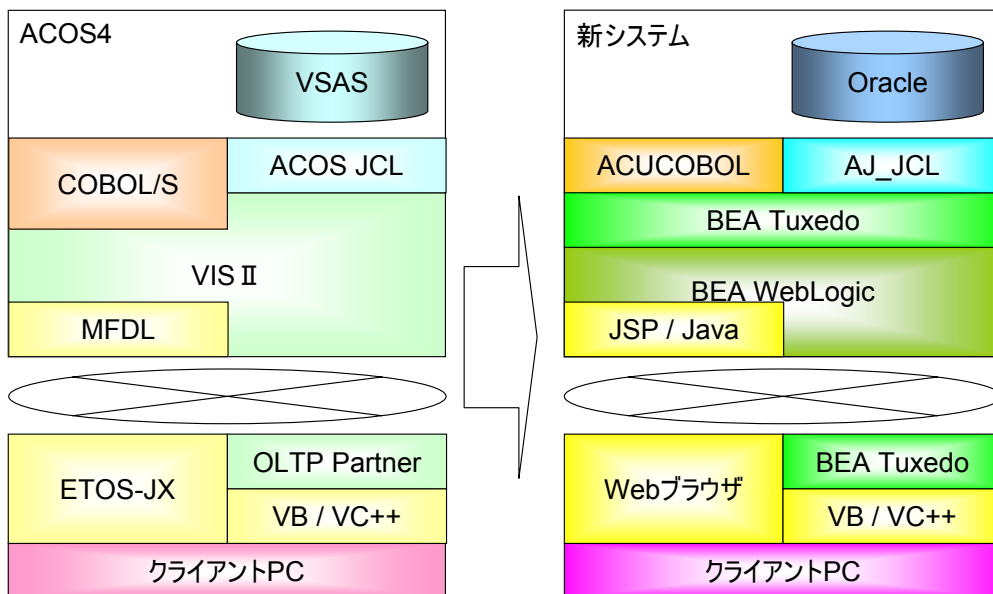 ACOS4
VSAS
COBOL/S
ACOS JCL
VIS Ⅱ
MFDL
ETOS-JX
OLTP Partner
VB / VC++
クライアントPC
新システム
Oracle
ACUCOBOL
AJ_JCL
BEA Tuxedo
BEA WebLogic
JSP / Java
Webブラウザ
BEA Tuxedo
VB / VC++
クライアントPC